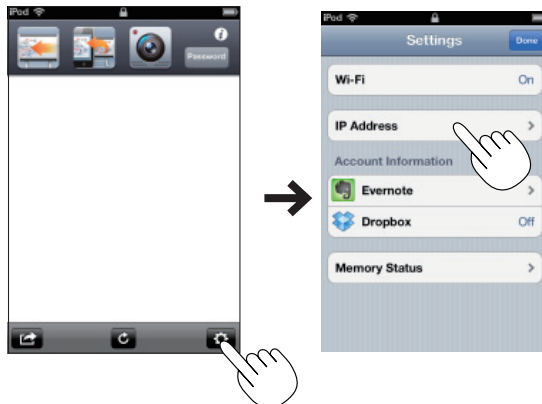 iPod
Password
iPod
Settings
Done
Wi-Fi
On
IP Address
Account Information
Evernote
Dropbox
Off
Memory Status